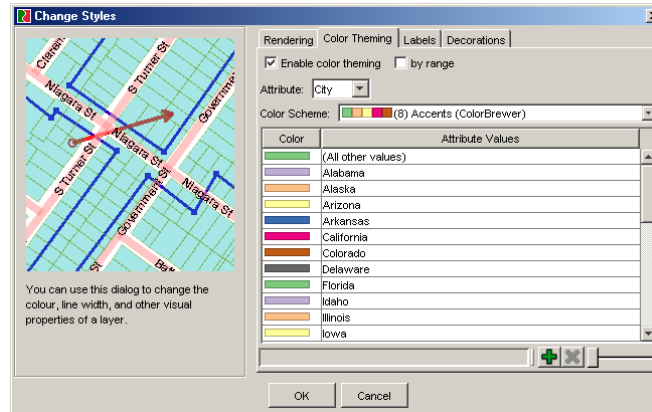 Change Styles
Rendering Color Theming Labels Decorations
Enable color theming by range
Attribute: City
Color Scheme: (8) Accents (ColorBrewer)
Color Attribute Values
(All other values)
Alabama
Alaska
Arizona
Arkansas
California
Colorado
Delaware
Florida
Idaho
Illinois
Iowa
S Turner St
Niagara St
Government
Niagara St
S Turner St
Government St
Niagara St
St
You can use this dialog to change the
colour, line width, and other visual
properties of a layer.
OK Cancel